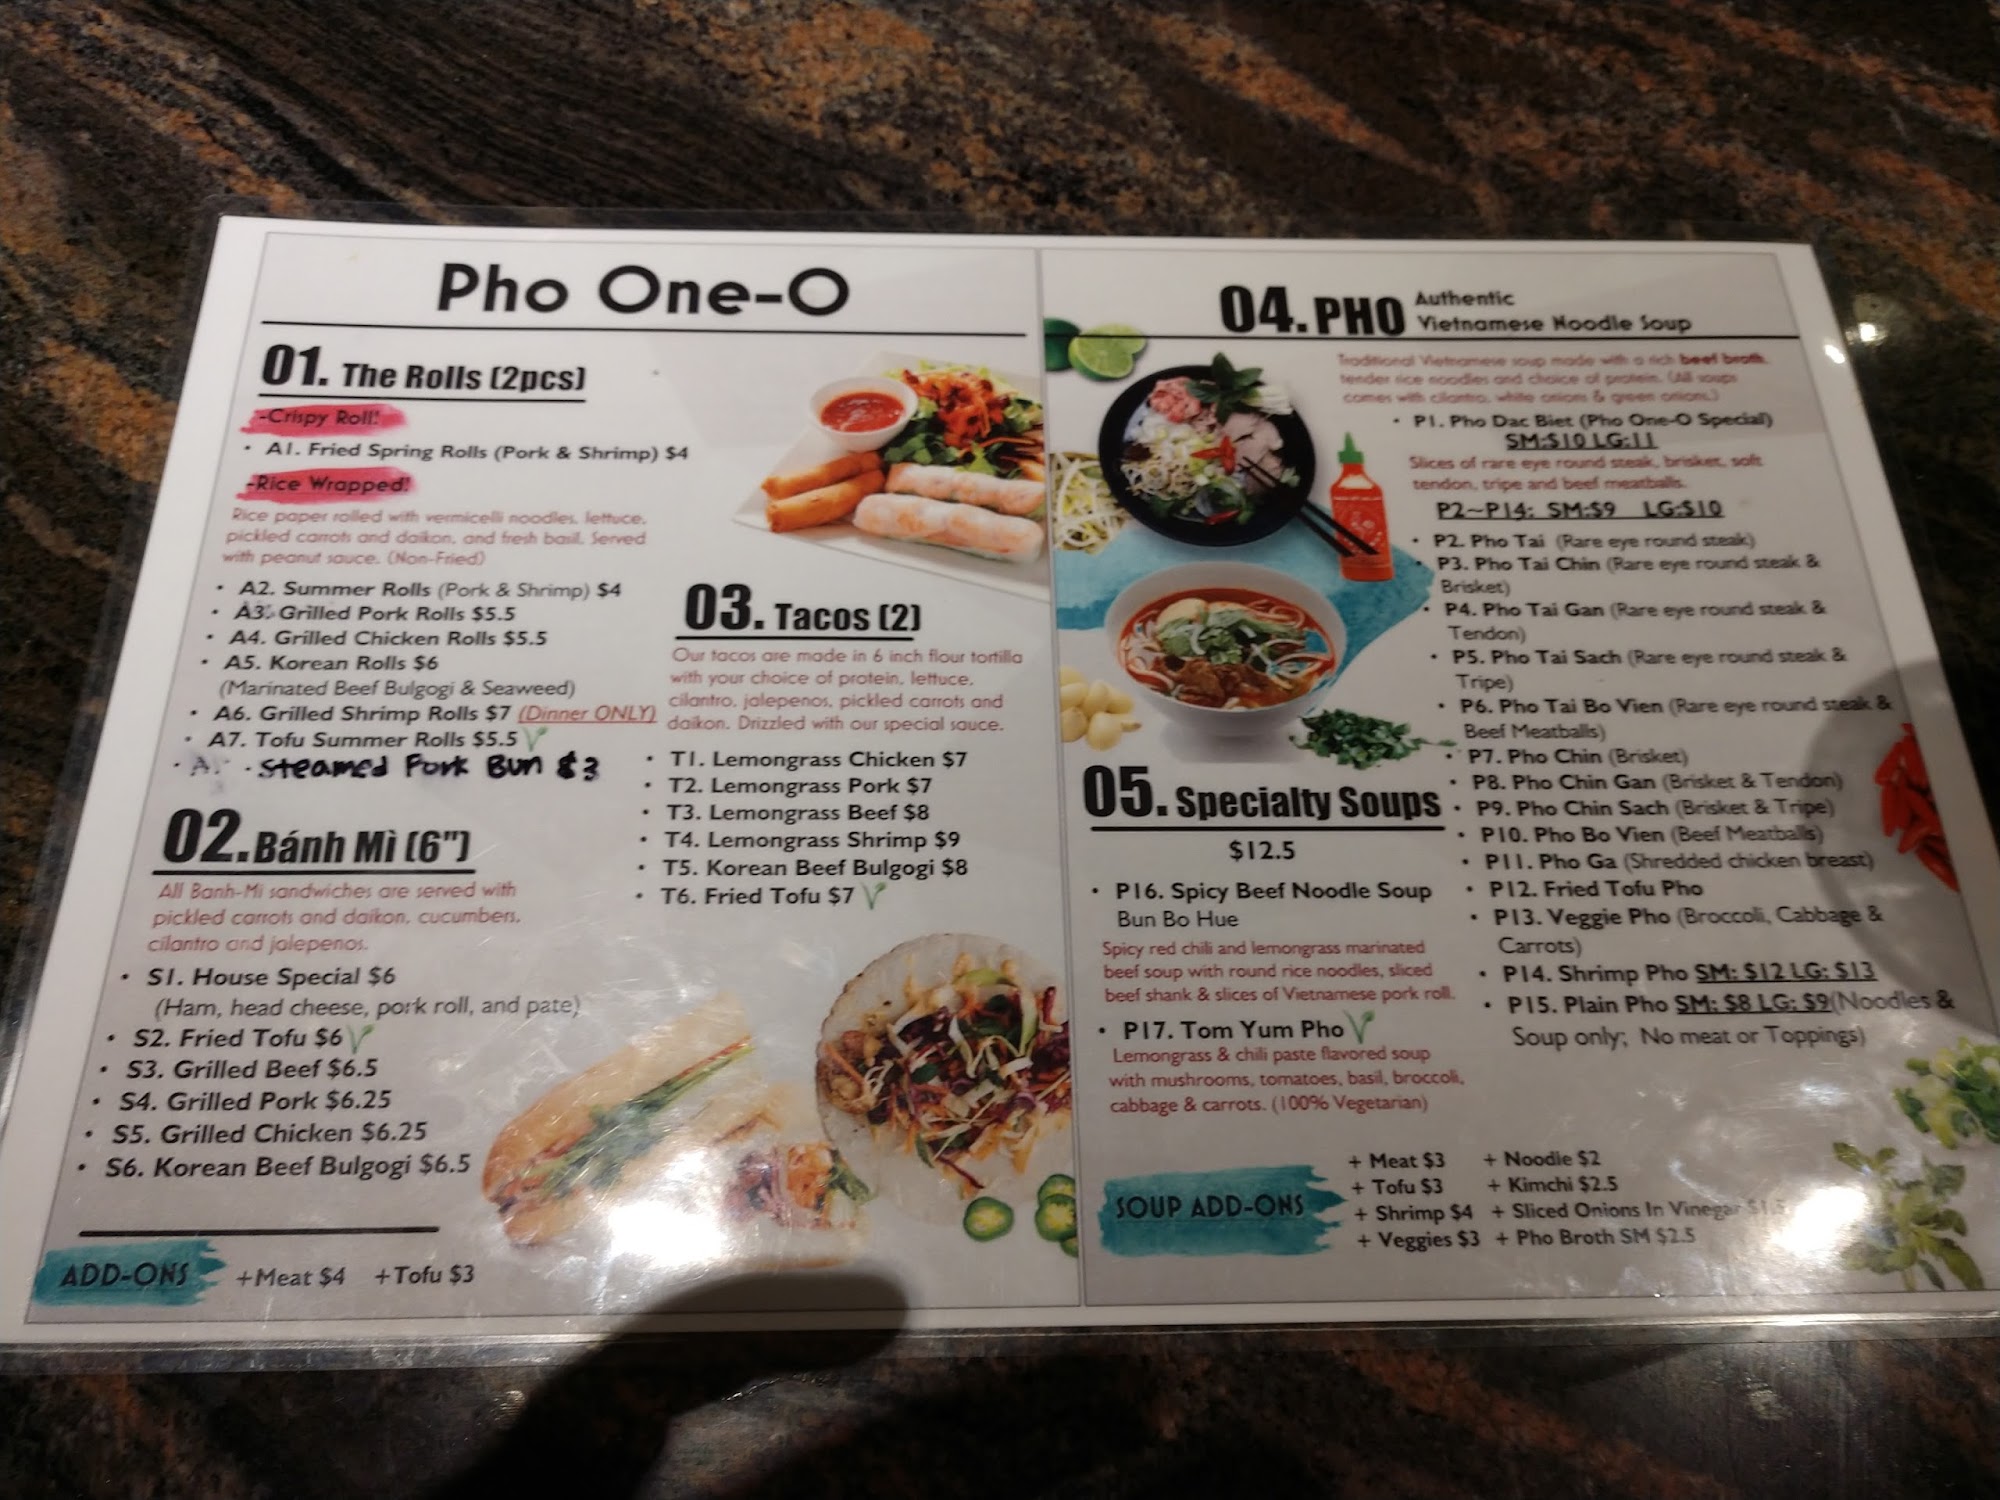 Pho One-O
01. The Rolls (2pcs)
-Crispy Roll!
• A1. Fried Spring Rolls (Pork & Shrimp) $4
-Rice Wrapped!
Rice paper rolled with vermicelli noodles, lettuce,
pickled carrots and daikon, and fresh basil. Served
with peanut sauce. (Non-Fried)
• A2. Summer Rolls (Pork & Shrimp) $4
• A3. Grilled Pork Rolls $5.5
• A4. Grilled Chicken Rolls $5.5
• A5. Korean Rolls $6
(Marinated Beef Bulgogi & Seaweed)
• A6. Grilled Shrimp Rolls $7 (Dinner ONLY)
• A7. Tofu Summer Rolls $5.5 V
• A • Steamed Pork Bun $3
02. Bánh Mì (6")
All Banh-Mi sandwiches are served with
pickled carrots and daikon, cucumbers,
cilantro and jalepenos.
• S1. House Special $6
(Ham, head cheese, pork roll, and pate)
• S2. Fried Tofu $6 V
• S3. Grilled Beef $6.5
• S4. Grilled Pork $6.25
• S5. Grilled Chicken $6.25
• S6. Korean Beef Bulgogi $6.5
ADD-ONS +Meat $4 +Tofu $3
03. Tacos (2)
Our tacos are made in 6 inch flour tortilla
with your choice of protein, lettuce,
cilantro, jalepenos, pickled carrots and
daikon. Drizzled with our special sauce.
• T1. Lemongrass Chicken $7
• T2. Lemongrass Pork $7
• T3. Lemongrass Beef $8
• T4. Lemongrass Shrimp $9
• T5. Korean Beef Bulgogi $8
• T6. Fried Tofu $7 V
04. PHO Authentic
Vietnamese Noodle Soup
Traditional Vietnamese soup made with a rich beef broth,
tender rice noodles and choice of protein. (All soups
comes with cilantro, white onions & green onions.)
• P1. Pho Dac Biet (Pho One-O Special)
SM:$10 LG:11
Slices of rare eye round steak, brisket, soft
tendon, tripe and beef meatballs.
P2~P14: SM:$9 LG:$10
• P2. Pho Tai (Rare eye round steak)
• P3. Pho Tai Chin (Rare eye round steak &
Brisket)
• P4. Pho Tai Gan (Rare eye round steak &
Tendon)
• P5. Pho Tai Sach (Rare eye round steak &
Tripe)
• P6. Pho Tai Bo Vien (Rare eye round steak &
Beef Meatballs)
• P7. Pho Chin (Brisket)
• P8. Pho Chin Gan (Brisket & Tendon)
• P9. Pho Chin Sach (Brisket & Tripe)
• P10. Pho Bo Vien (Beef Meatballs)
• P11. Pho Ga (Shredded chicken breast)
• P12. Fried Tofu Pho
• P13. Veggie Pho (Broccoli, Cabbage &
Carrots)
• P14. Shrimp Pho SM: $12 LG: $13
• P15. Plain Pho SM: $8 LG: $9(Noodles &
Soup only; No meat or Toppings)
05. Specialty Soups
$12.5
• P16. Spicy Beef Noodle Soup
Bun Bo Hue
Spicy red chili and lemongrass marinated
beef soup with round rice noodles, sliced
beef shank & slices of Vietnamese pork roll.
• P17. Tom Yum Pho V
Lemongrass & chili paste flavored soup
with mushrooms, tomatoes, basil, broccoli,
cabbage & carrots. (100% Vegetarian)
SOUP ADD-ONS
+ Meat $3 + Noodle $2
+ Tofu $3 + Kimchi $2.5
+ Shrimp $4 + Sliced Onions In Vinegar $1.5
+ Veggies $3 + Pho Broth SM $2.5